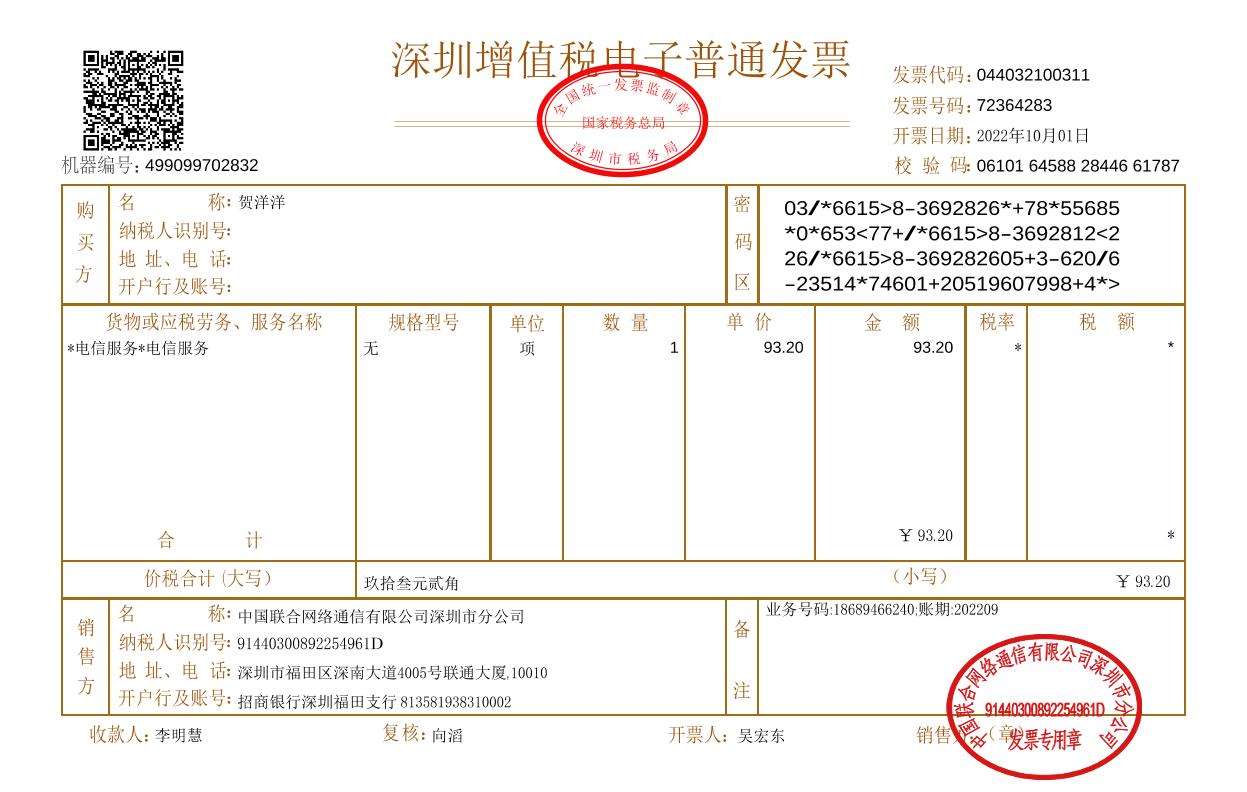 深圳增值税电子普通发票
全国统一发票监制章
国家税务总局
深圳市税务局
机器编号: 499099702832
发票代码: 044032100311
发票号码: 72364283
开票日期: 2022年10月01日
校 验 码: 06101 64588 28446 61787
购买方
名 称: 贺洋洋
纳税人识别号:
地 址、电 话:
开户行及账号:
密码区
03/*6615>8-3692826*+78*55685
*0*653<77+/*6615>8-3692812<2
26/*6615>8-369282605+3-620/6
-23514*74601+20519607998+4*>
货物或应税劳务、服务名称 规格型号 单位 数 量 单 价 金 额 税率 税 额
*电信服务*电信服务 无 项 1 93.20 93.20 * *
合 计 ￥93.20 *
价税合计 (大写) 玖拾叁元贰角 (小写) ￥93.20
销售方
名 称: 中国联合网络通信有限公司深圳市分公司
纳税人识别号: 91440300892254961D
地 址、电 话: 深圳市福田区深南大道4005号联通大厦,10010
开户行及账号: 招商银行深圳福田支行 813581938310002
备注
业务号码:18689466240;账期:202209
中国联合网络通信有限公司深圳市分公司
91440300892254961D
发票专用章
收款人: 李明慧 复核: 向滔 开票人: 吴宏东 销售方: (章)